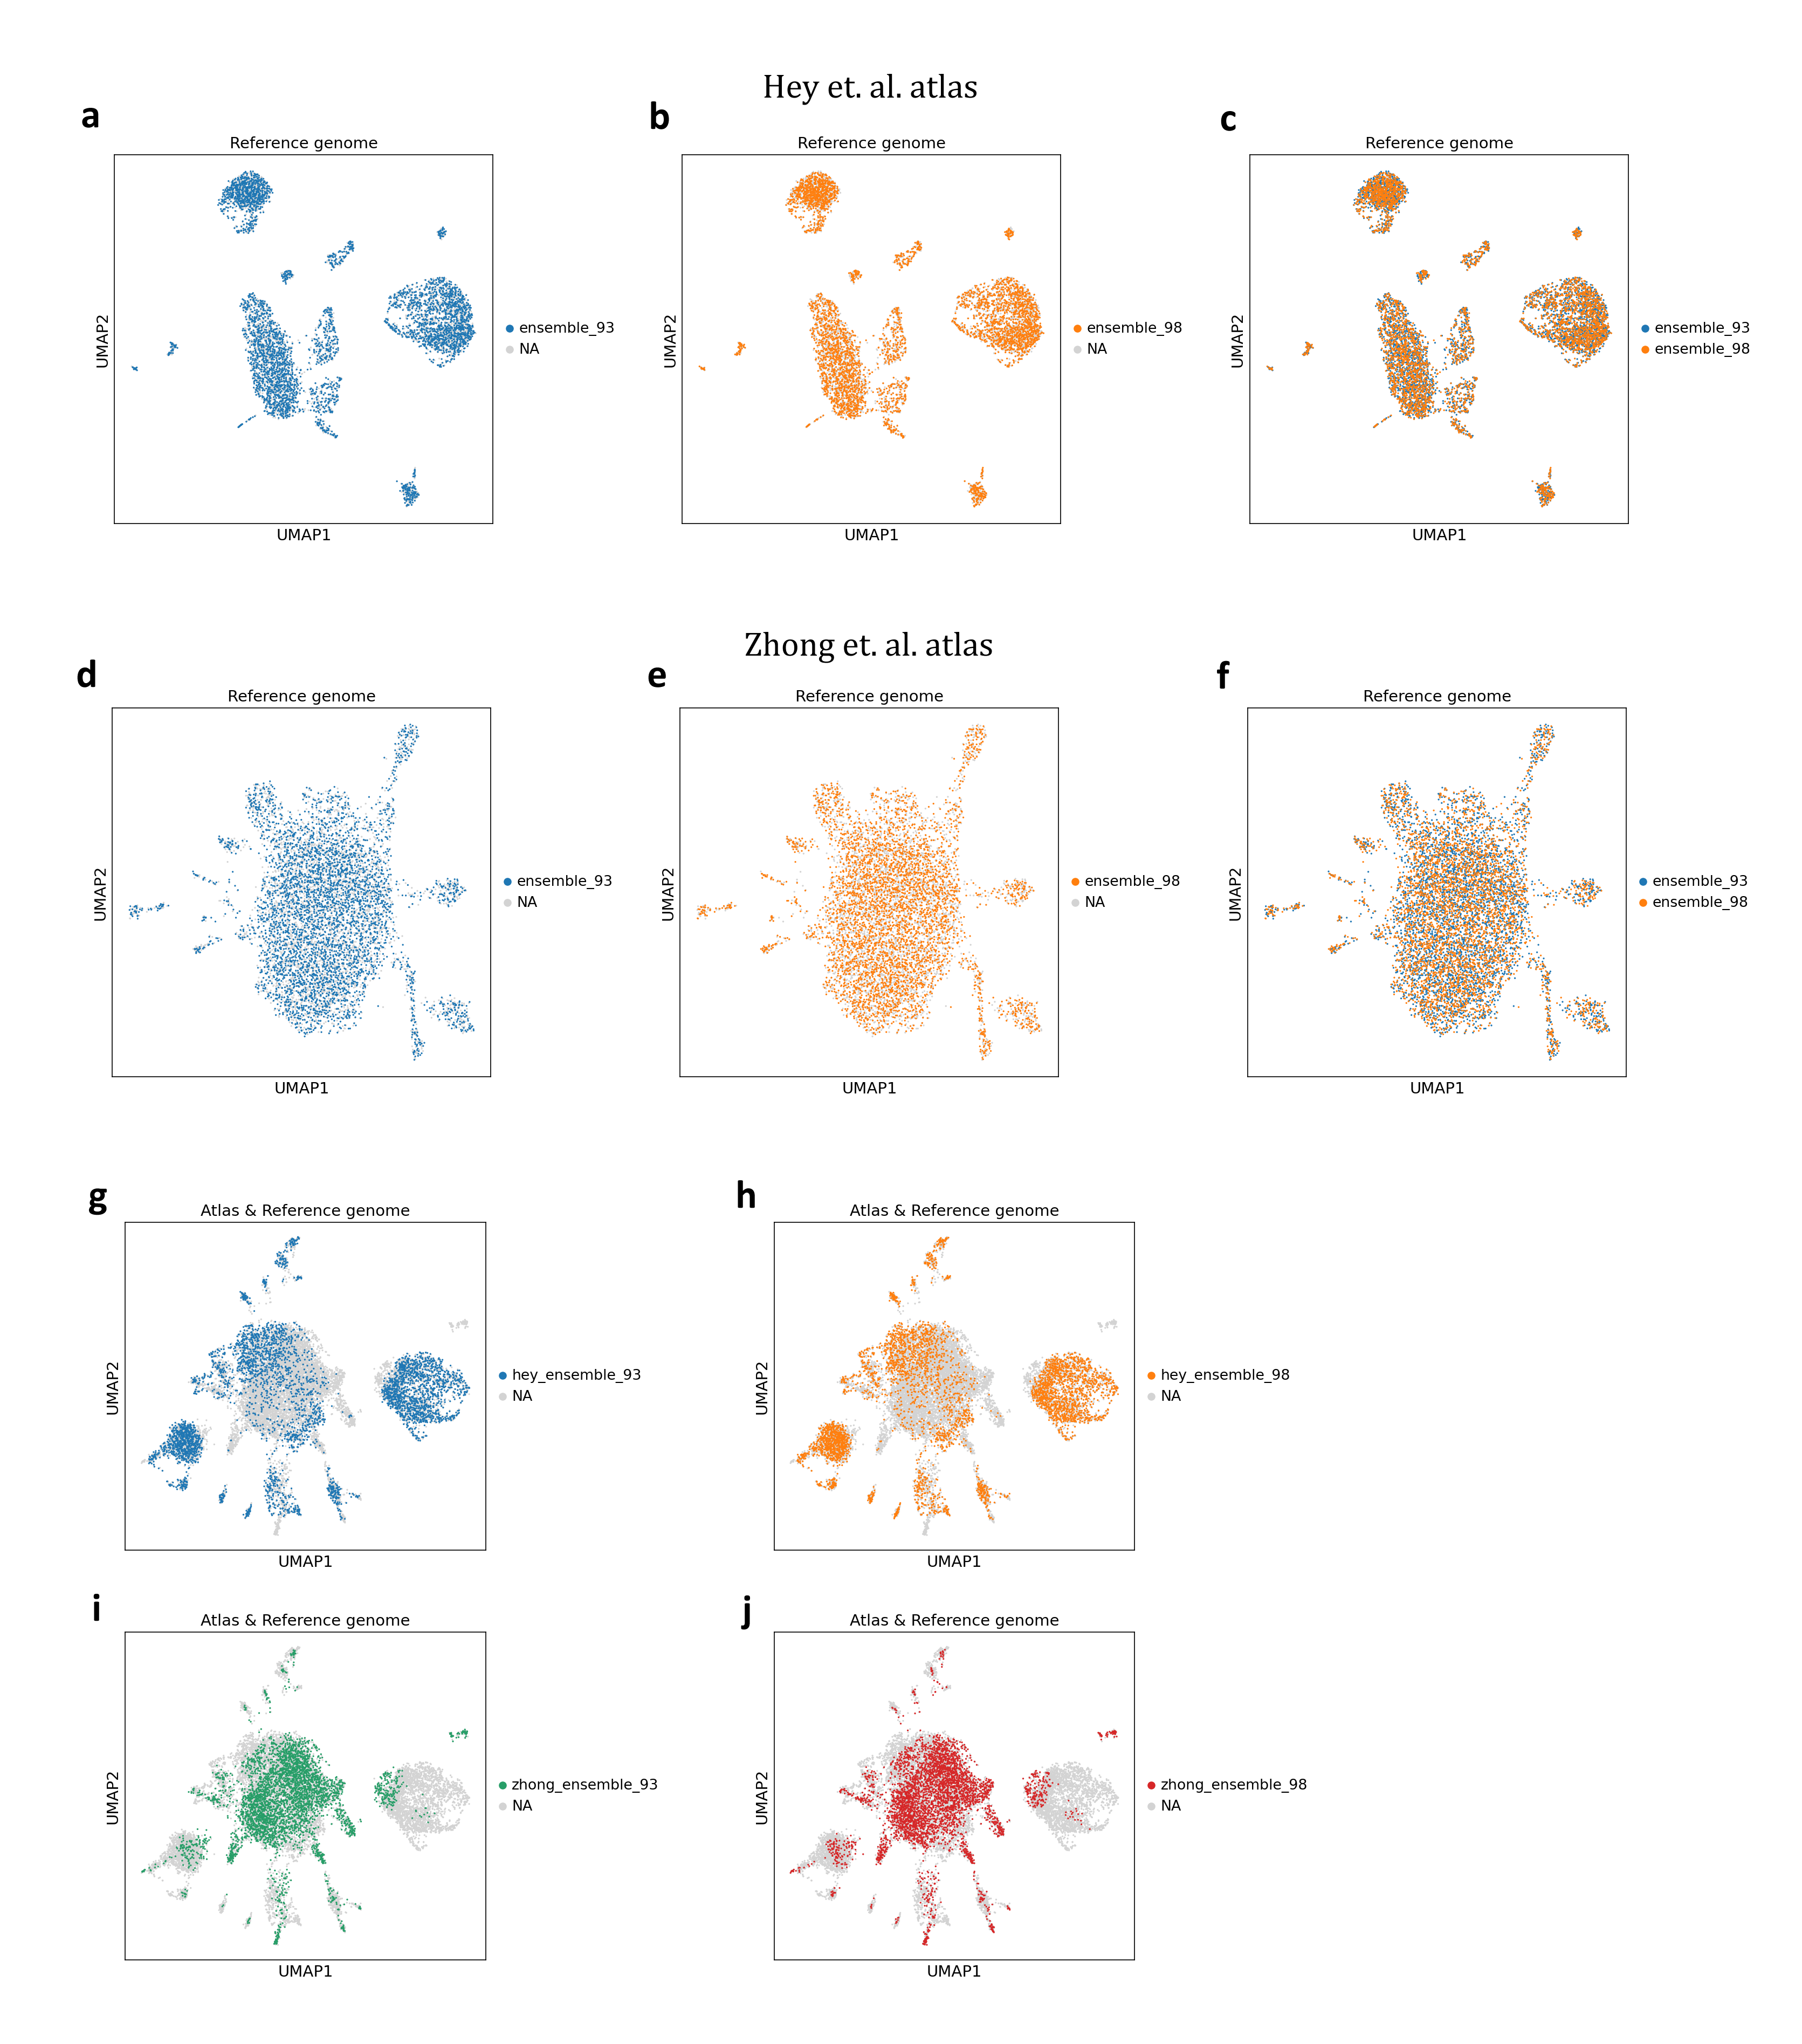 Hey et. al. atlas
a
b
c
Reference genome
Reference genome
Reference genome
UMAP2
UMAP2
UMAP2
ensemble_93
NA
ensemble_98
NA
ensemble_93
ensemble_98
UMAP1
UMAP1
UMAP1
Zhong et. al. atlas
d
e
f
Reference genome
Reference genome
Reference genome
UMAP2
UMAP2
UMAP2
ensemble_93
NA
ensemble_98
NA
ensemble_93
ensemble_98
UMAP1
UMAP1
UMAP1
g
h
Atlas & Reference genome
Atlas & Reference genome
UMAP2
UMAP2
hey_ensemble_93
NA
hey_ensemble_98
NA
UMAP1
UMAP1
i
j
Atlas & Reference genome
Atlas & Reference genome
UMAP2
UMAP2
zhong_ensemble_93
NA
zhong_ensemble_98
NA
UMAP1
UMAP1